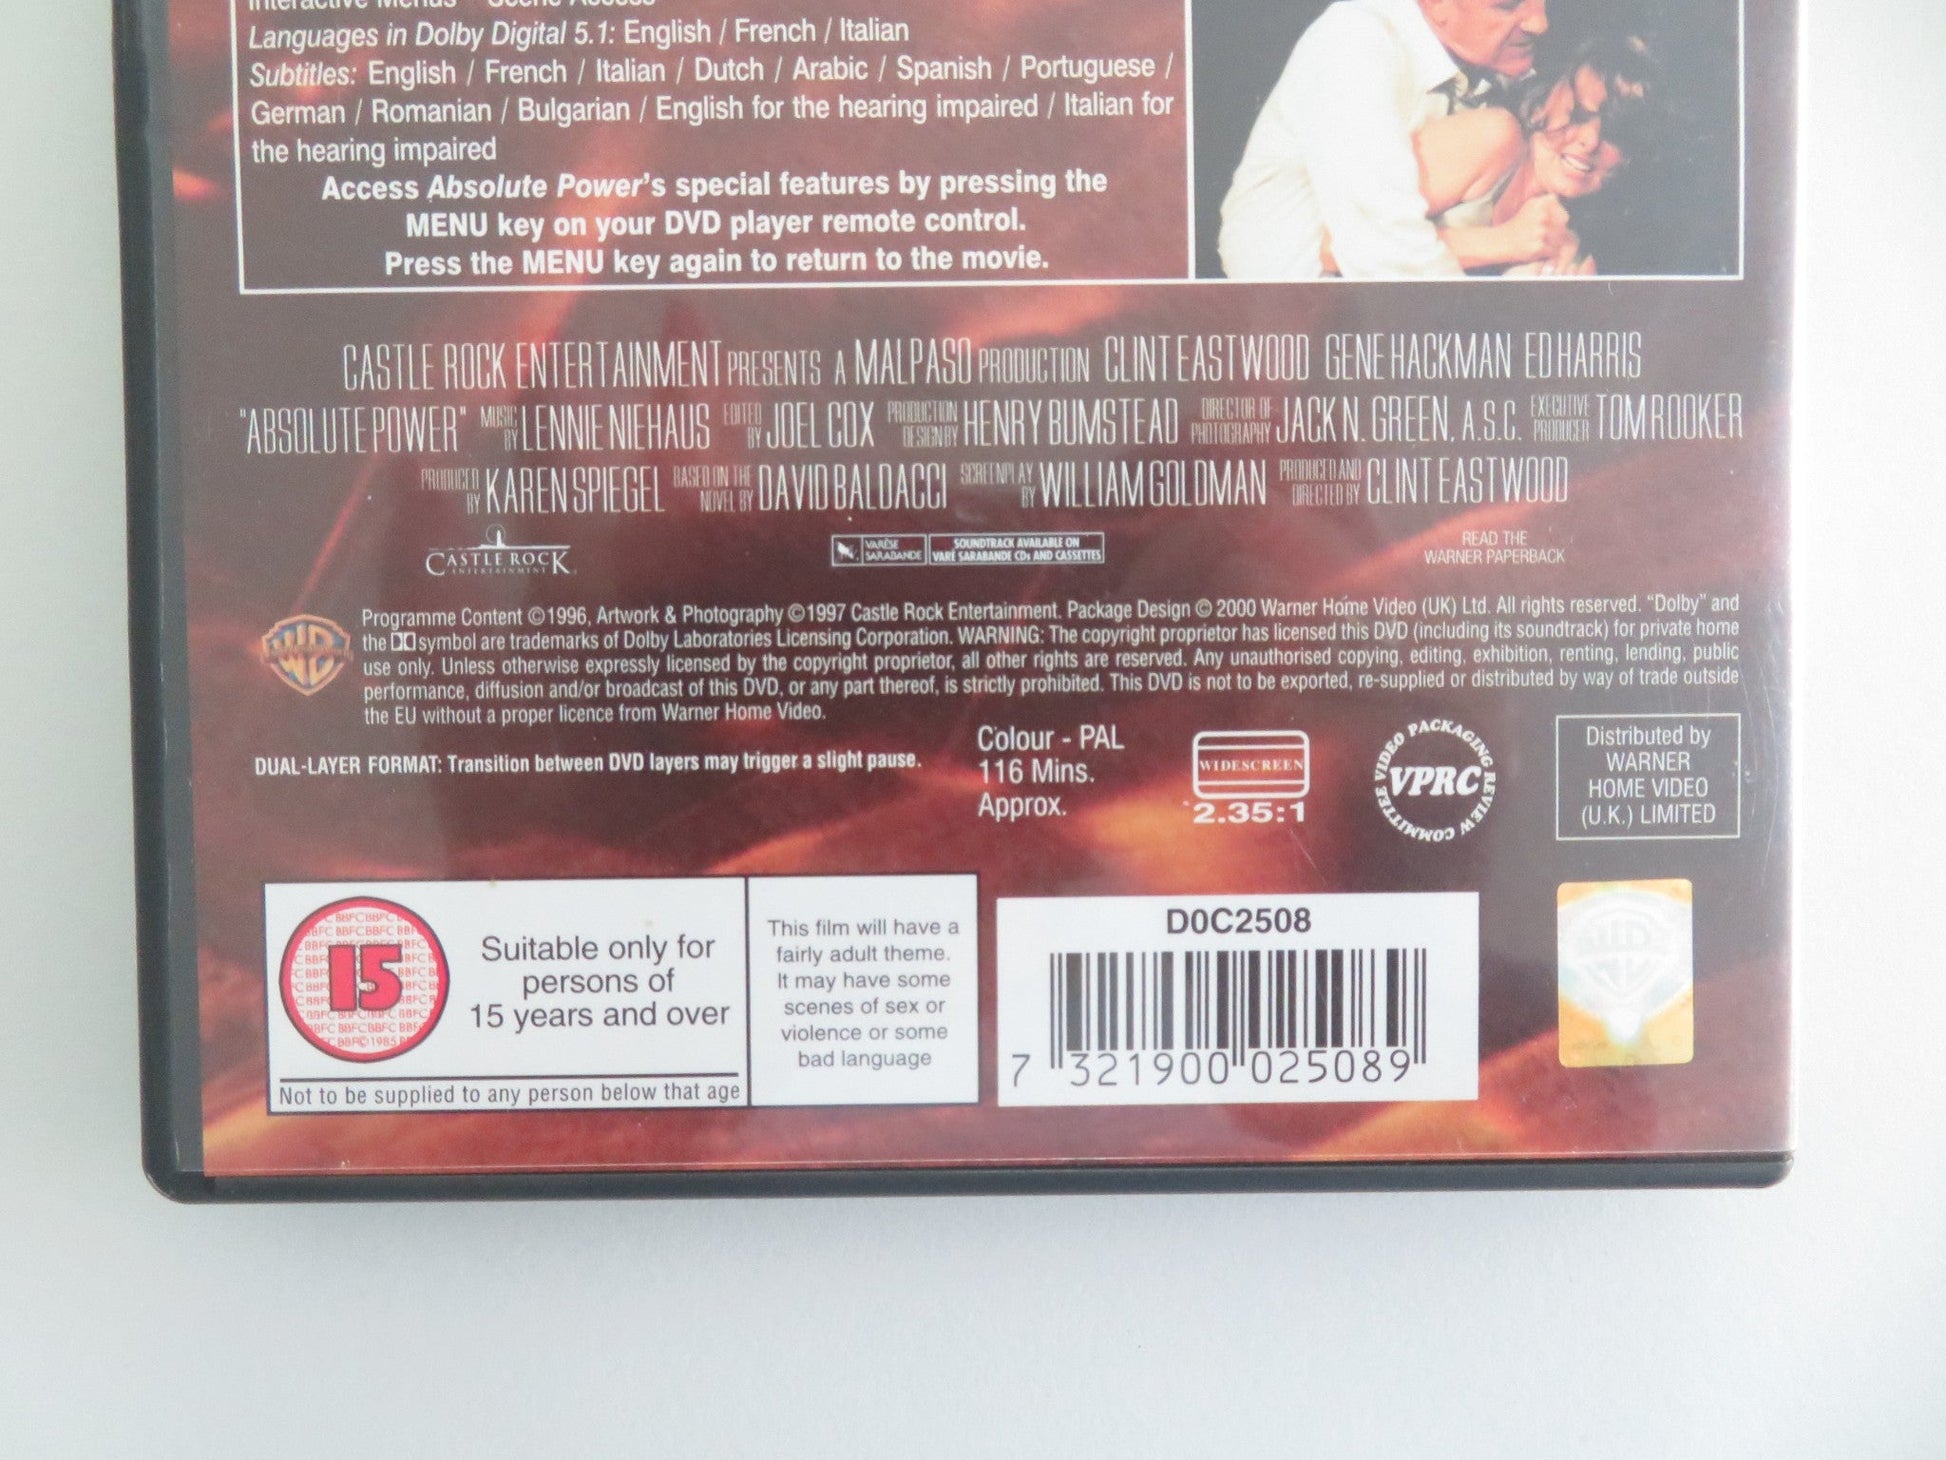 Interactive Menus Scene Access
Languages in Dolby Digital 5.1: English / French / Italian
Subtitles: English / French / Italian / Dutch / Arabic / Spanish / Portuguese /
German / Romanian / Bulgarian / English for the hearing impaired / Italian for
the hearing impaired
Access Absolute Power's special features by pressing the
MENU key on your DVD player remote control.
Press the MENU key again to return to the movie.
CASTLE ROCK ENTERTAINMENT PRESENTS A MALPASO PRODUCTION CLINT EASTWOOD GENE HACKMAN ED HARRIS
"ABSOLUTE POWER" MUSIC BY LENNIE NIEHAUS EDITED BY JOEL COX PRODUCTION DESIGN BY HENRY BUMSTEAD DIRECTOR OF PHOTOGRAPHY JACK N. GREEN, A.S.C. EXECUTIVE PRODUCER TOM ROOKER
PRODUCED BY KAREN SPIEGEL BASED ON THE NOVEL BY DAVID BALDACCI SCREENPLAY BY WILLIAM GOLDMAN PRODUCED AND DIRECTED BY CLINT EASTWOOD
CASTLE ROCK
ENTERTAINMENT
VARÈSE
SARABANDE
SOUNDTRACK AVAILABLE ON
VARÈ SARABANDE CDs AND CASSETTES
READ THE
WARNER PAPERBACK
Programme Content ©1996, Artwork & Photography ©1997 Castle Rock Entertainment. Package Design © 2000 Warner Home Video (UK) Ltd. All rights reserved. "Dolby" and
the symbol are trademarks of Dolby Laboratories Licensing Corporation. WARNING: The copyright proprietor has licensed this DVD (including its soundtrack) for private home
use only. Unless otherwise expressly licensed by the copyright proprietor, all other rights are reserved. Any unauthorised copying, editing, exhibition, renting, lending, public
performance, diffusion and/or broadcast of this DVD, or any part thereof, is strictly prohibited. This DVD is not to be exported, re-supplied or distributed by way of trade outside
the EU without a proper licence from Warner Home Video.
DUAL-LAYER FORMAT: Transition between DVD layers may trigger a slight pause.
Colour - PAL
116 Mins.
Approx.
WIDESCREEN
2.35:1
VIDEO PACKAGING REVIEW COMMITTEE
VPRC
Distributed by
WARNER
HOME VIDEO
(U.K.) LIMITED
15
BBFC©1985
Suitable only for
persons of
15 years and over
Not to be supplied to any person below that age
This film will have a
fairly adult theme.
It may have some
scenes of sex or
violence or some
bad language
D0C2508
7 321900 025089